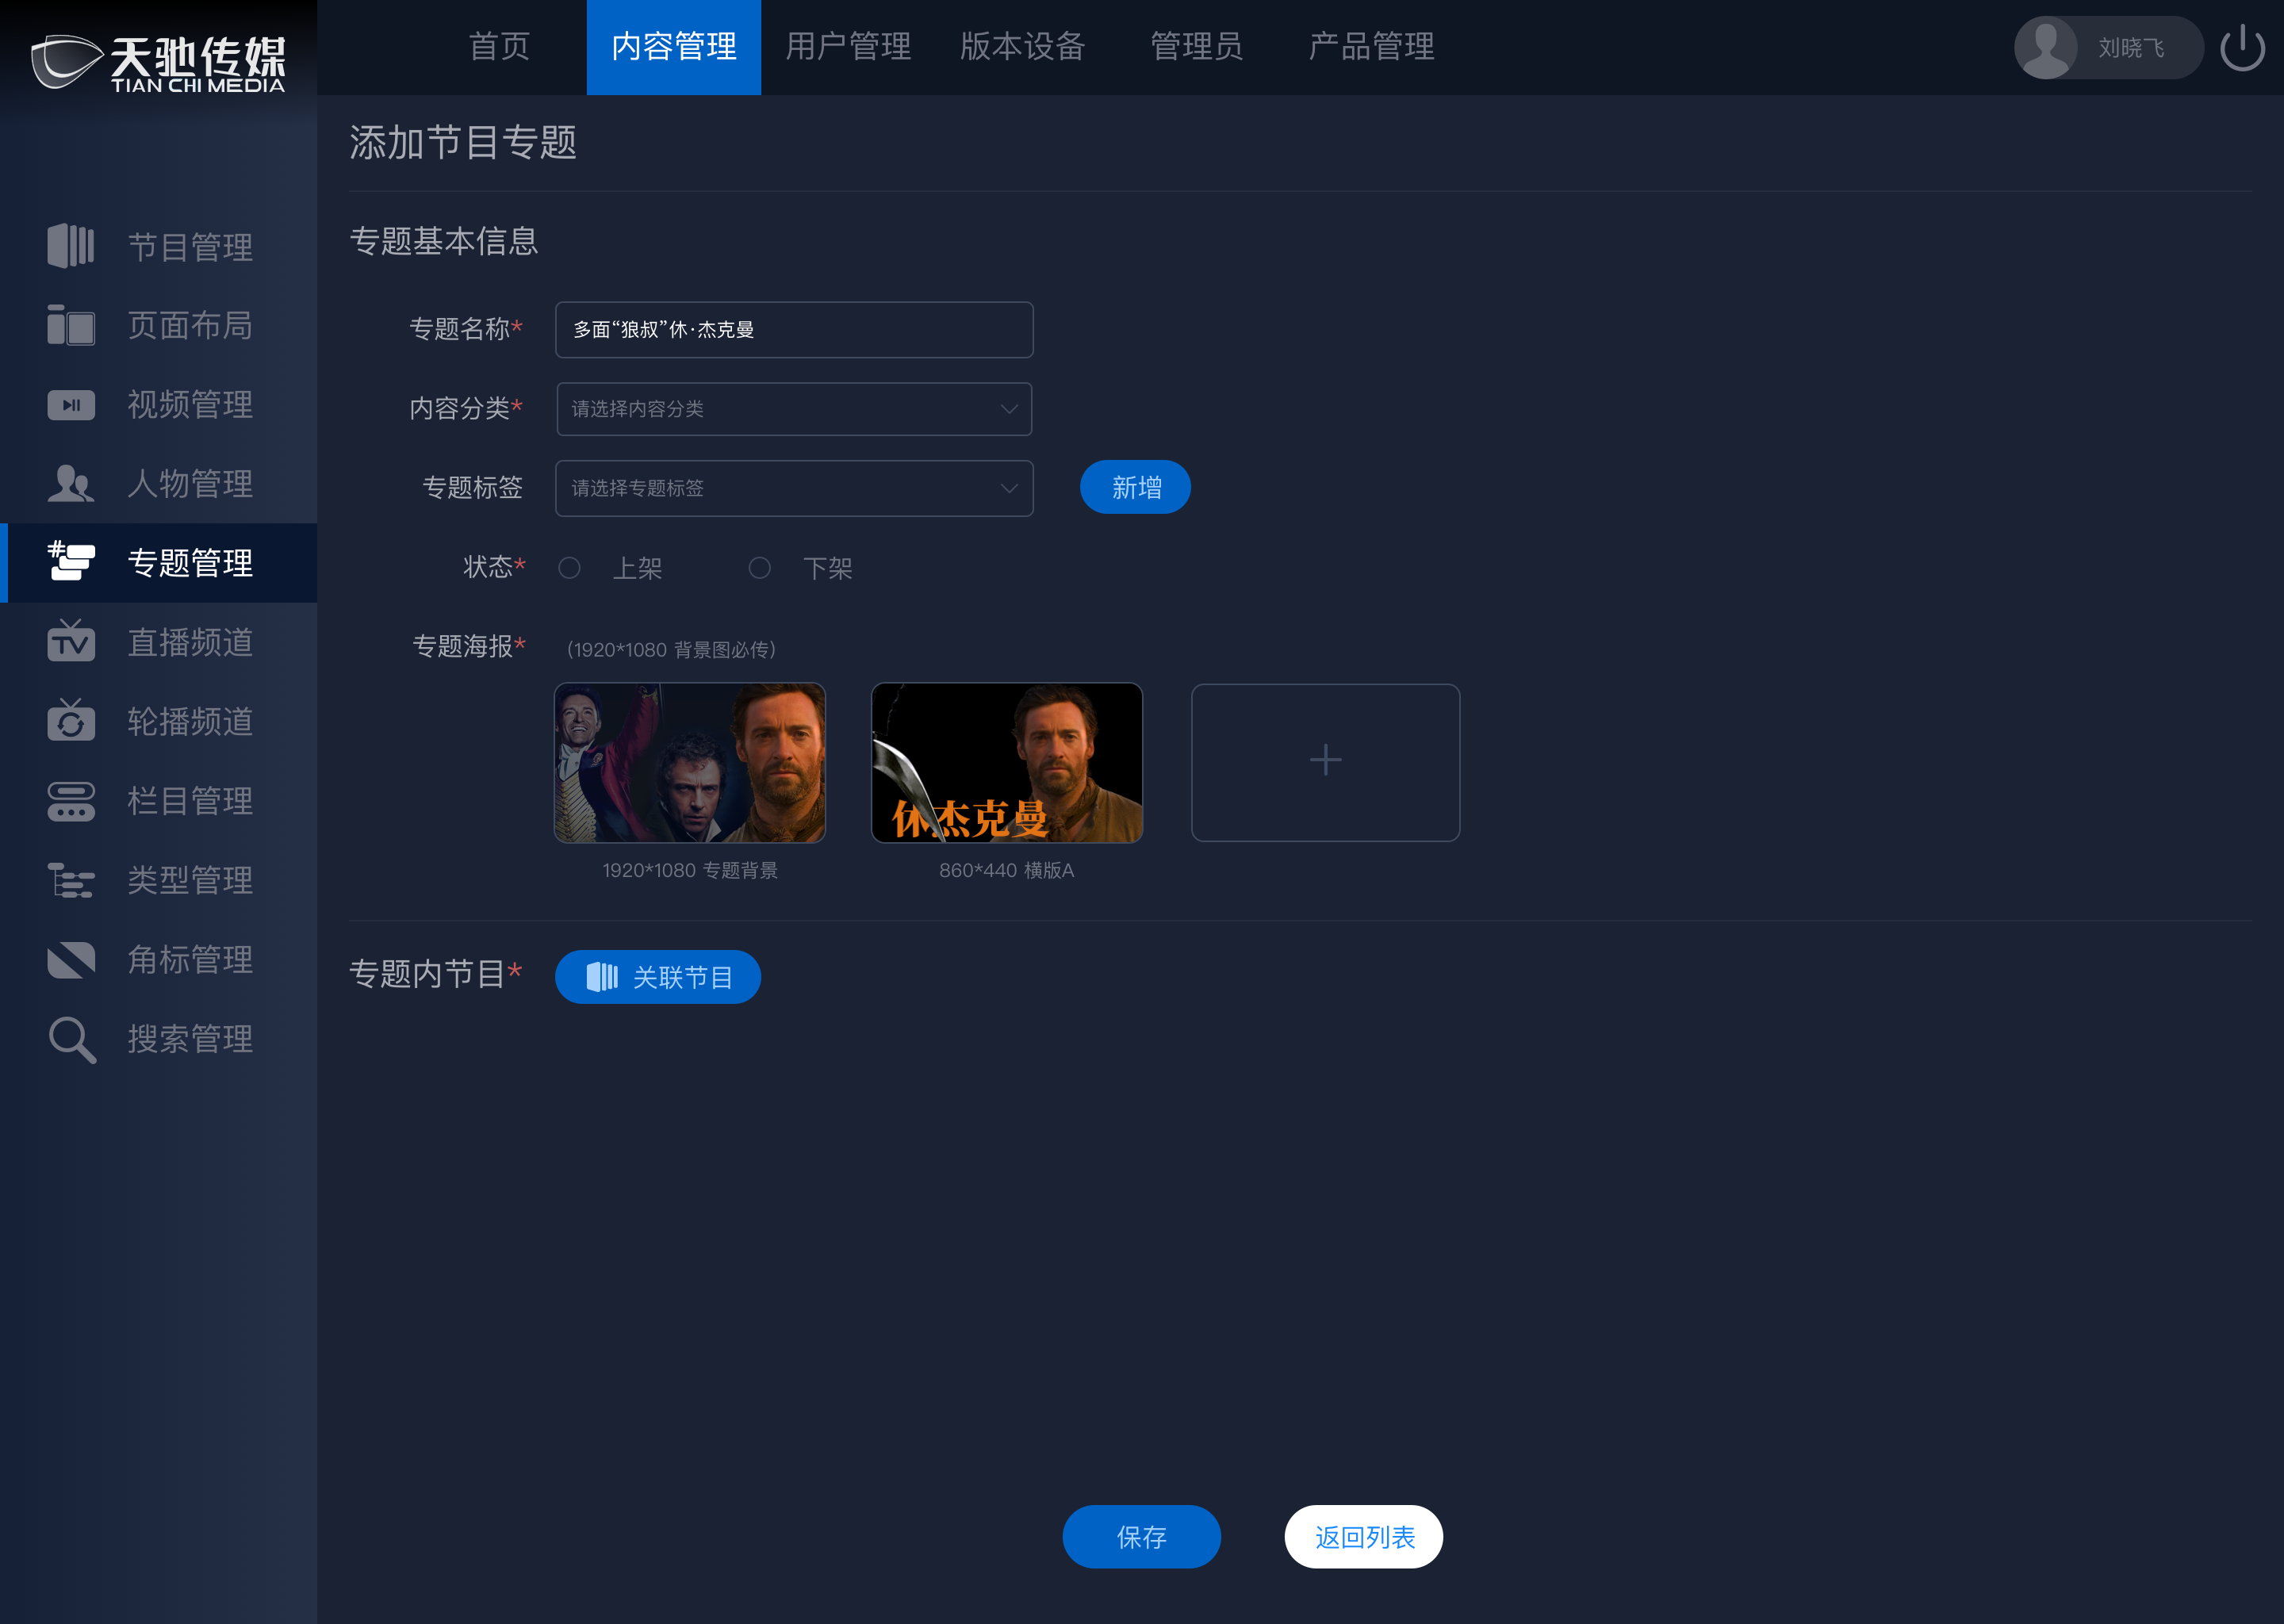 天驰传媒
TIAN CHI MEDIA
首页
内容管理
用户管理
版本设备
管理员
产品管理
刘晓飞
节目管理
页面布局
视频管理
人物管理
专题管理
直播频道
轮播频道
栏目管理
类型管理
角标管理
搜索管理
添加节目专题
专题基本信息
专题名称* 多面“狼叔”休·杰克曼
内容分类* 请选择内容分类
专题标签 请选择专题标签 新增
状态* 上架 下架
专题海报* (1920*1080 背景图必传)
休杰克曼
1920*1080 专题背景
860*440 横版A
专题内节目* 关联节目
保存
返回列表
#
TV